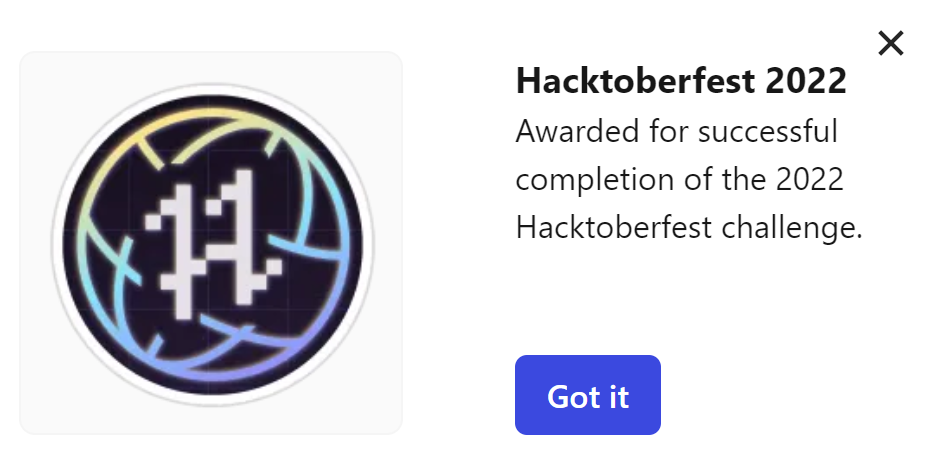 Hacktoberfest 2022
Awarded for successful
completion of the 2022
Hacktoberfest challenge.
Got it